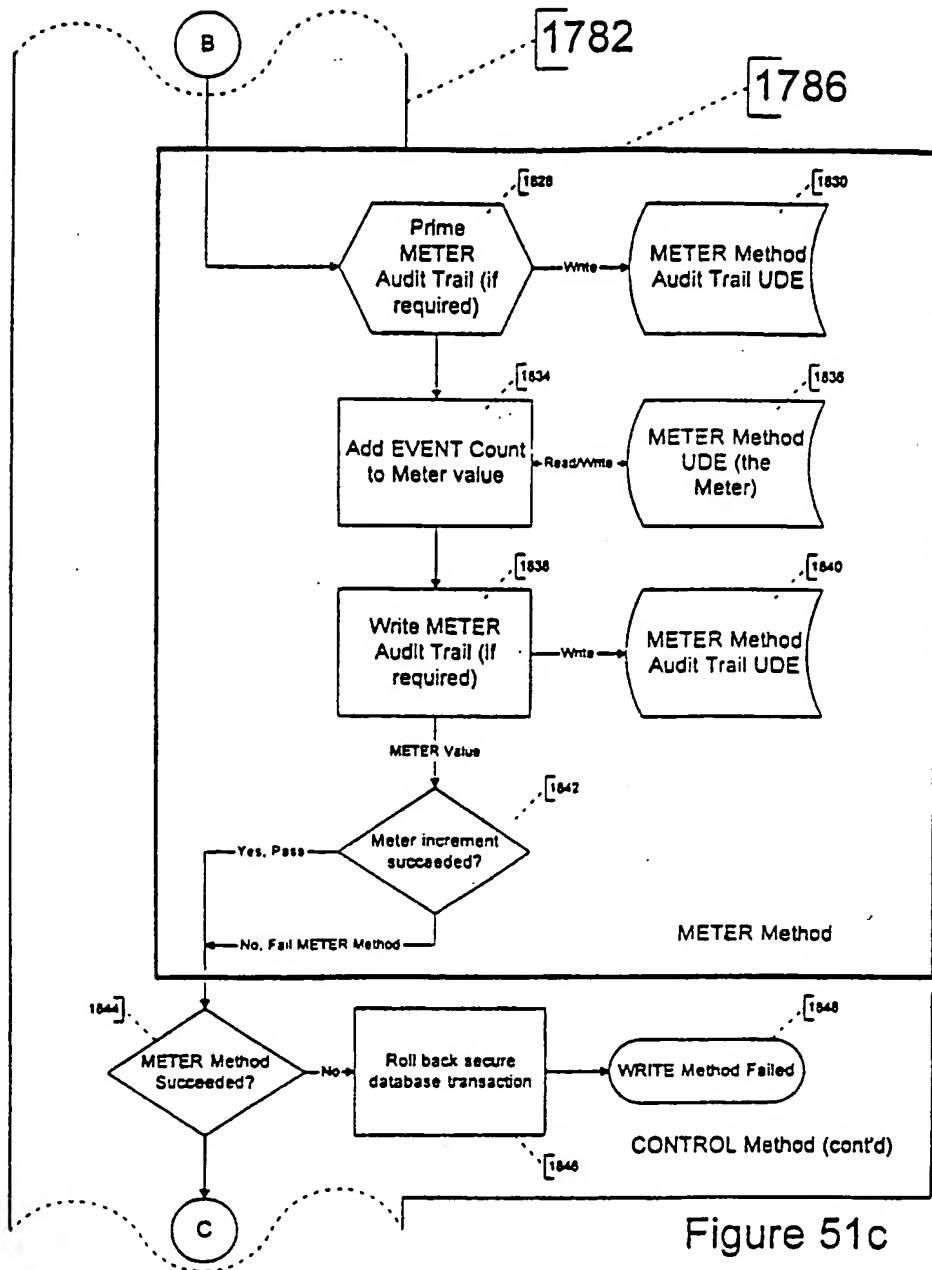 B
1782
1786
1828
1830
Prime
METER
Audit Trail (if
required)
Write
METER Method
Audit Trail UDE
1834
1836
Add EVENT Count
to Meter value
Read/Write
METER Method
UDE (the
Meter)
1838
1840
Write METER
Audit Trail (if
required)
Write
METER Method
Audit Trail UDE
METER Value
1842
Meter increment
succeeded?
Yes, Pass
No, Fail METER Method
METER Method
1844
1848
METER Method
Succeeded?
No
Roll back secure
database transaction
WRITE Method Failed
1846
CONTROL Method (cont'd)
C
Figure 51c